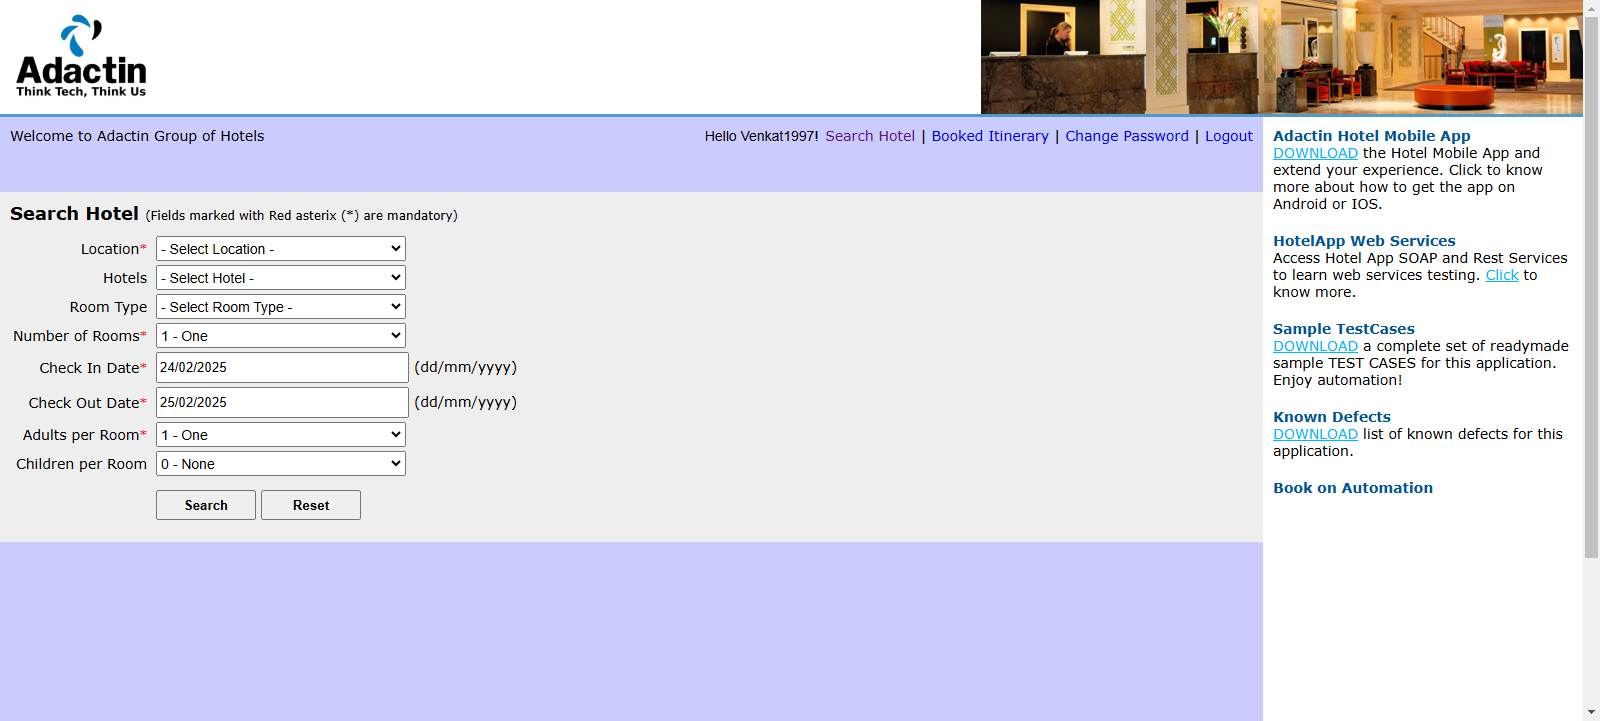 Adactin
Think Tech, Think Us
Welcome to Adactin Group of Hotels
Hello Venkat1997! Search Hotel | Booked Itinerary | Change Password | Logout
Search Hotel (Fields marked with Red asterix (*) are mandatory)
Location* - Select Location -
Hotels - Select Hotel -
Room Type - Select Room Type -
Number of Rooms* 1 - One
Check In Date* 24/02/2025 (dd/mm/yyyy)
Check Out Date* 25/02/2025 (dd/mm/yyyy)
Adults per Room* 1 - One
Children per Room 0 - None
Search Reset
Adactin Hotel Mobile App
DOWNLOAD the Hotel Mobile App and
extend your experience. Click to know
more about how to get the app on
Android or IOS.
HotelApp Web Services
Access Hotel App SOAP and Rest Services
to learn web services testing. Click to
know more.
Sample TestCases
DOWNLOAD a complete set of readymade
sample TEST CASES for this application.
Enjoy automation!
Known Defects
DOWNLOAD list of known defects for this
application.
Book on Automation